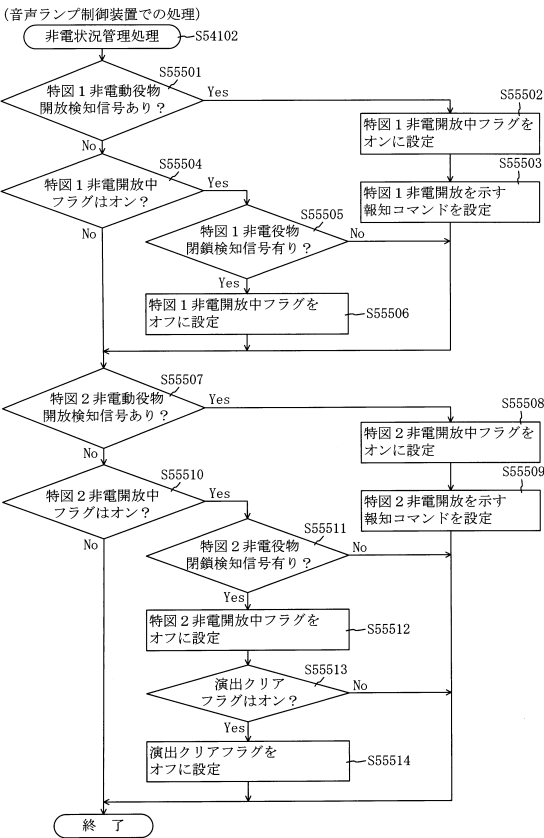 (音声ランプ制御装置での処理)
非電状況管理処理
S54102
S55501
特図1非電動役物
開放検知信号あり?
Yes
No
S55502
特図1非電開放中フラグを
オンに設定
S55503
特図1非電開放を示す
報知コマンドを設定
S55504
特図1非電開放中
フラグはオン?
Yes
No
S55505
特図1非電役物
閉鎖検知信号有り?
No
Yes
特図1非電開放中フラグを
オフに設定
S55506
S55507
特図2非電動役物
開放検知信号あり?
Yes
No
S55508
特図2非電開放中フラグを
オンに設定
S55509
特図2非電開放を示す
報知コマンドを設定
S55510
特図2非電開放中
フラグはオン?
Yes
No
S55511
特図2非電役物
閉鎖検知信号有り?
No
Yes
特図2非電開放中フラグを
オフに設定
S55512
S55513
演出クリア
フラグはオン?
No
Yes
演出クリアフラグを
オフに設定
S55514
終 了